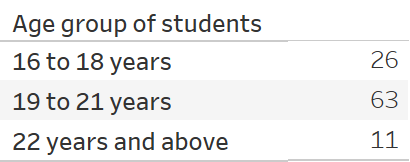 Age group of students
16 to 18 years 26
19 to 21 years 63
22 years and above 11